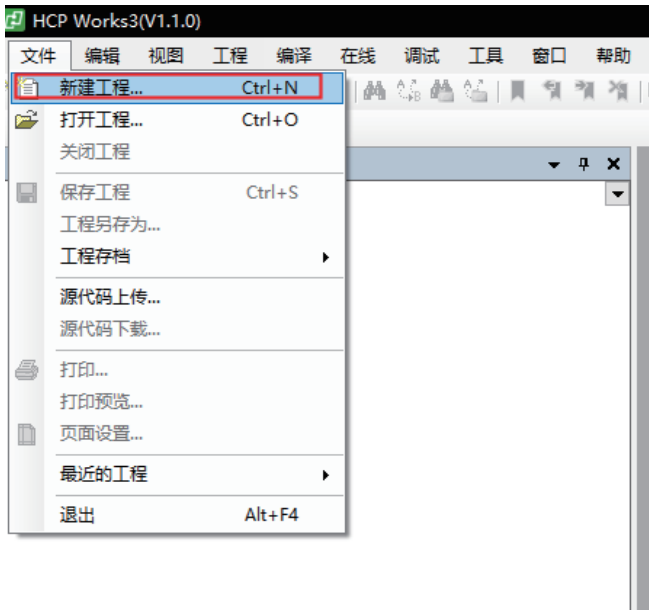 HCP Works3(V1.1.0)
文件 编辑 视图 工程 编译 在线 调试 工具 窗口 帮助
新建工程... Ctrl+N
打开工程... Ctrl+O
关闭工程
保存工程 Ctrl+S
工程另存为...
工程存档
源代码上传...
源代码下载...
打印...
打印预览...
页面设置...
最近的工程
退出 Alt+F4